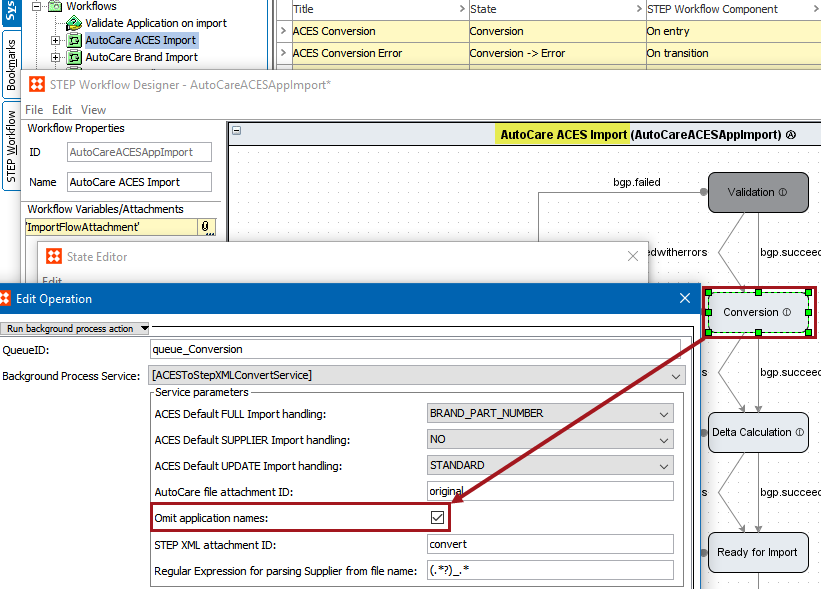 Sys
Workflows
Validate Application on import
AutoCare ACES Import
AutoCare Brand Import
Bookmarks
STEP Workflow
Title
State
STEP Workflow Component
ACES Conversion
Conversion
On entry
ACES Conversion Error
Conversion -> Error
On transition
STEP Workflow Designer - AutoCareACESAppImport*
File Edit View
Workflow Properties
ID
AutoCareACESAppImport
Name
AutoCare ACES Import
Workflow Variables/Attachments
'ImportFlowAttachment'
AutoCare ACES Import (AutoCareACESAppImport)
bgp.failed
Validation
edwitherrors
bgp.succeed
Conversion
s
bgp.succeed
Delta Calculation
s
bgp.succeed
Ready for Import
State Editor
Edit
Edit Operation
Run background process action
QueueID:
queue_Conversion
Background Process Service:
[ACESToStepXMLConvertService]
Service parameters
ACES Default FULL Import handling:
BRAND_PART_NUMBER
ACES Default SUPPLIER Import handling:
NO
ACES Default UPDATE Import handling:
STANDARD
AutoCare file attachment ID:
original
Omit application names:
STEP XML attachment ID:
convert
Regular Expression for parsing Supplier from file name:
(.*?)_.*